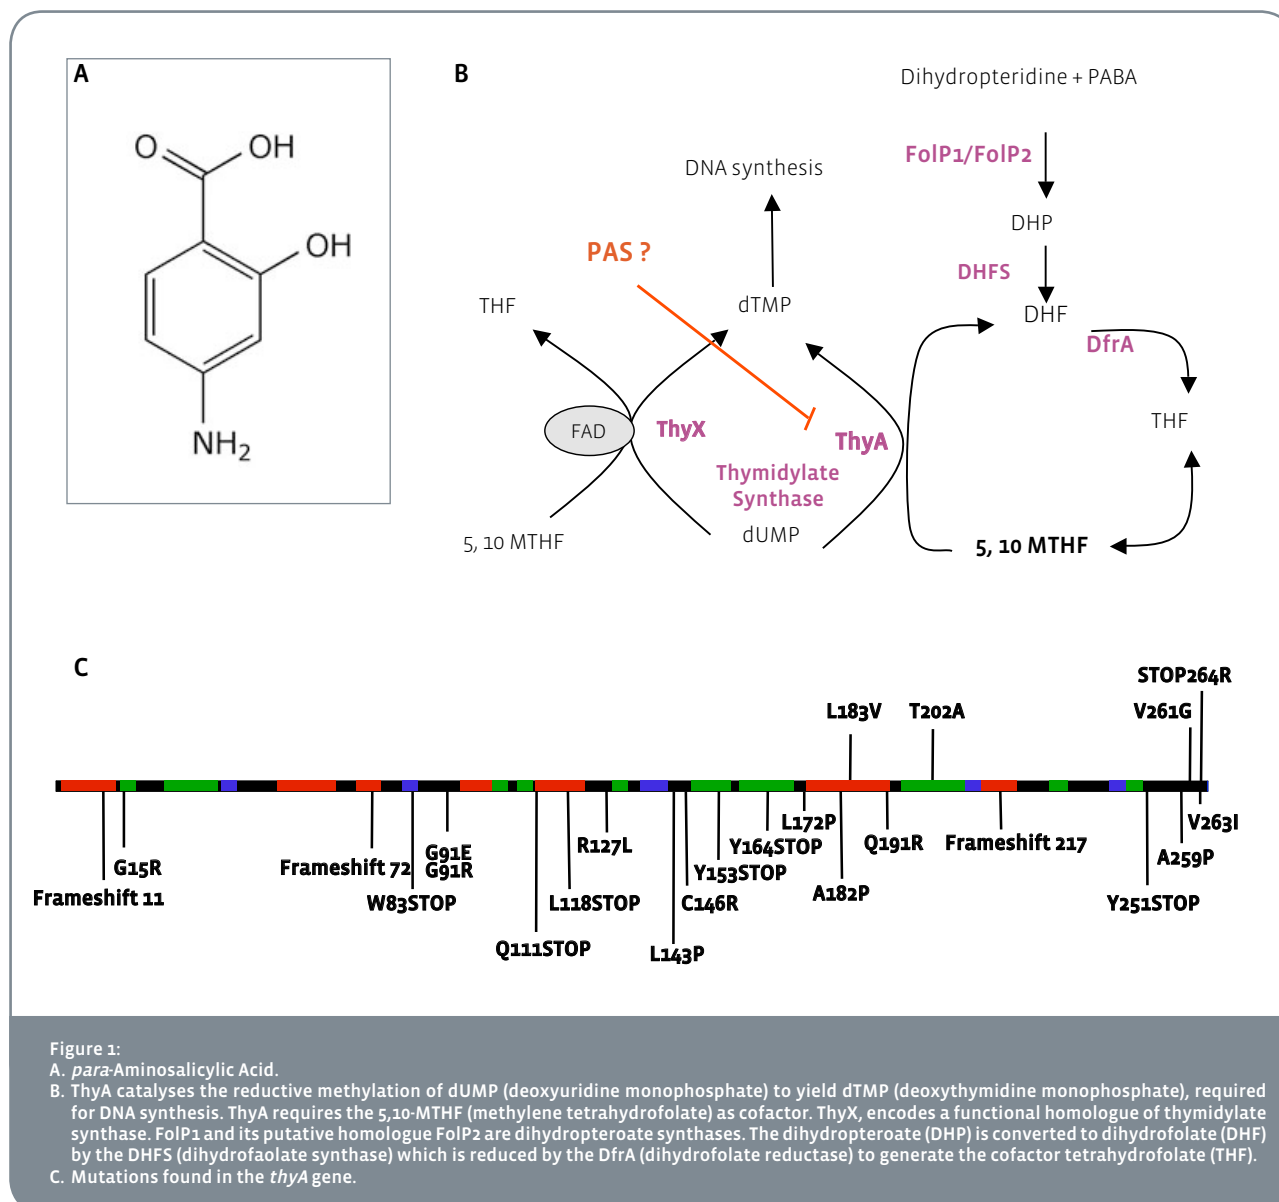 A
O
OH
OH
NH2
B
Dihydropteridine + PABA
FolP1/FolP2
DNA synthesis
DHP
PAS ?
DHFS
THF
dTMP
DHF
DfrA
THF
FAD
ThyX
ThyA
Thymidylate
Synthase
dUMP
5, 10 MTHF
5, 10 MTHF
C
STOP264R
L183V
T202A
V261G
L172P
V263I
R127L
Q191R
Frameshift 217
Y164STOP
G91E
G91R
A259P
G15R
Frameshift 72
Y153STOP
A182P
Frameshift 11
W83STOP
L118STOP
C146R
Y251STOP
Q111STOP
L143P
Figure 1:
A. para-Aminosalicylic Acid.
B. ThyA catalyses the reductive methylation of dUMP (deoxyuridine monophosphate) to yield dTMP (deoxythymidine monophosphate), required
for DNA synthesis. ThyA requires the 5,10-MTHF (methylene tetrahydrofolate) as cofactor. ThyX, encodes a functional homologue of thymidylate
synthase. FolP1 and its putative homologue FolP2 are dihydropteroate synthases. The dihydropteroate (DHP) is converted to dihydrofolate (DHF)
by the DHFS (dihydrofaolate synthase) which is reduced by the DfrA (dihydrofolate reductase) to generate the cofactor tetrahydrofolate (THF).
C. Mutations found in the thyA gene.